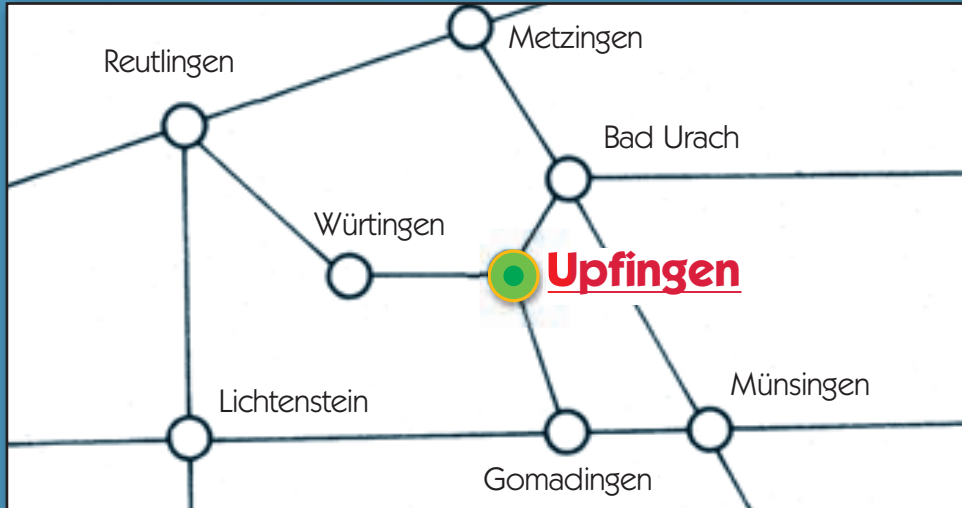 Metzingen
Reutlingen
Bad Urach
Würtingen
Upfingen
Münsingen
Lichtenstein
Gomadingen